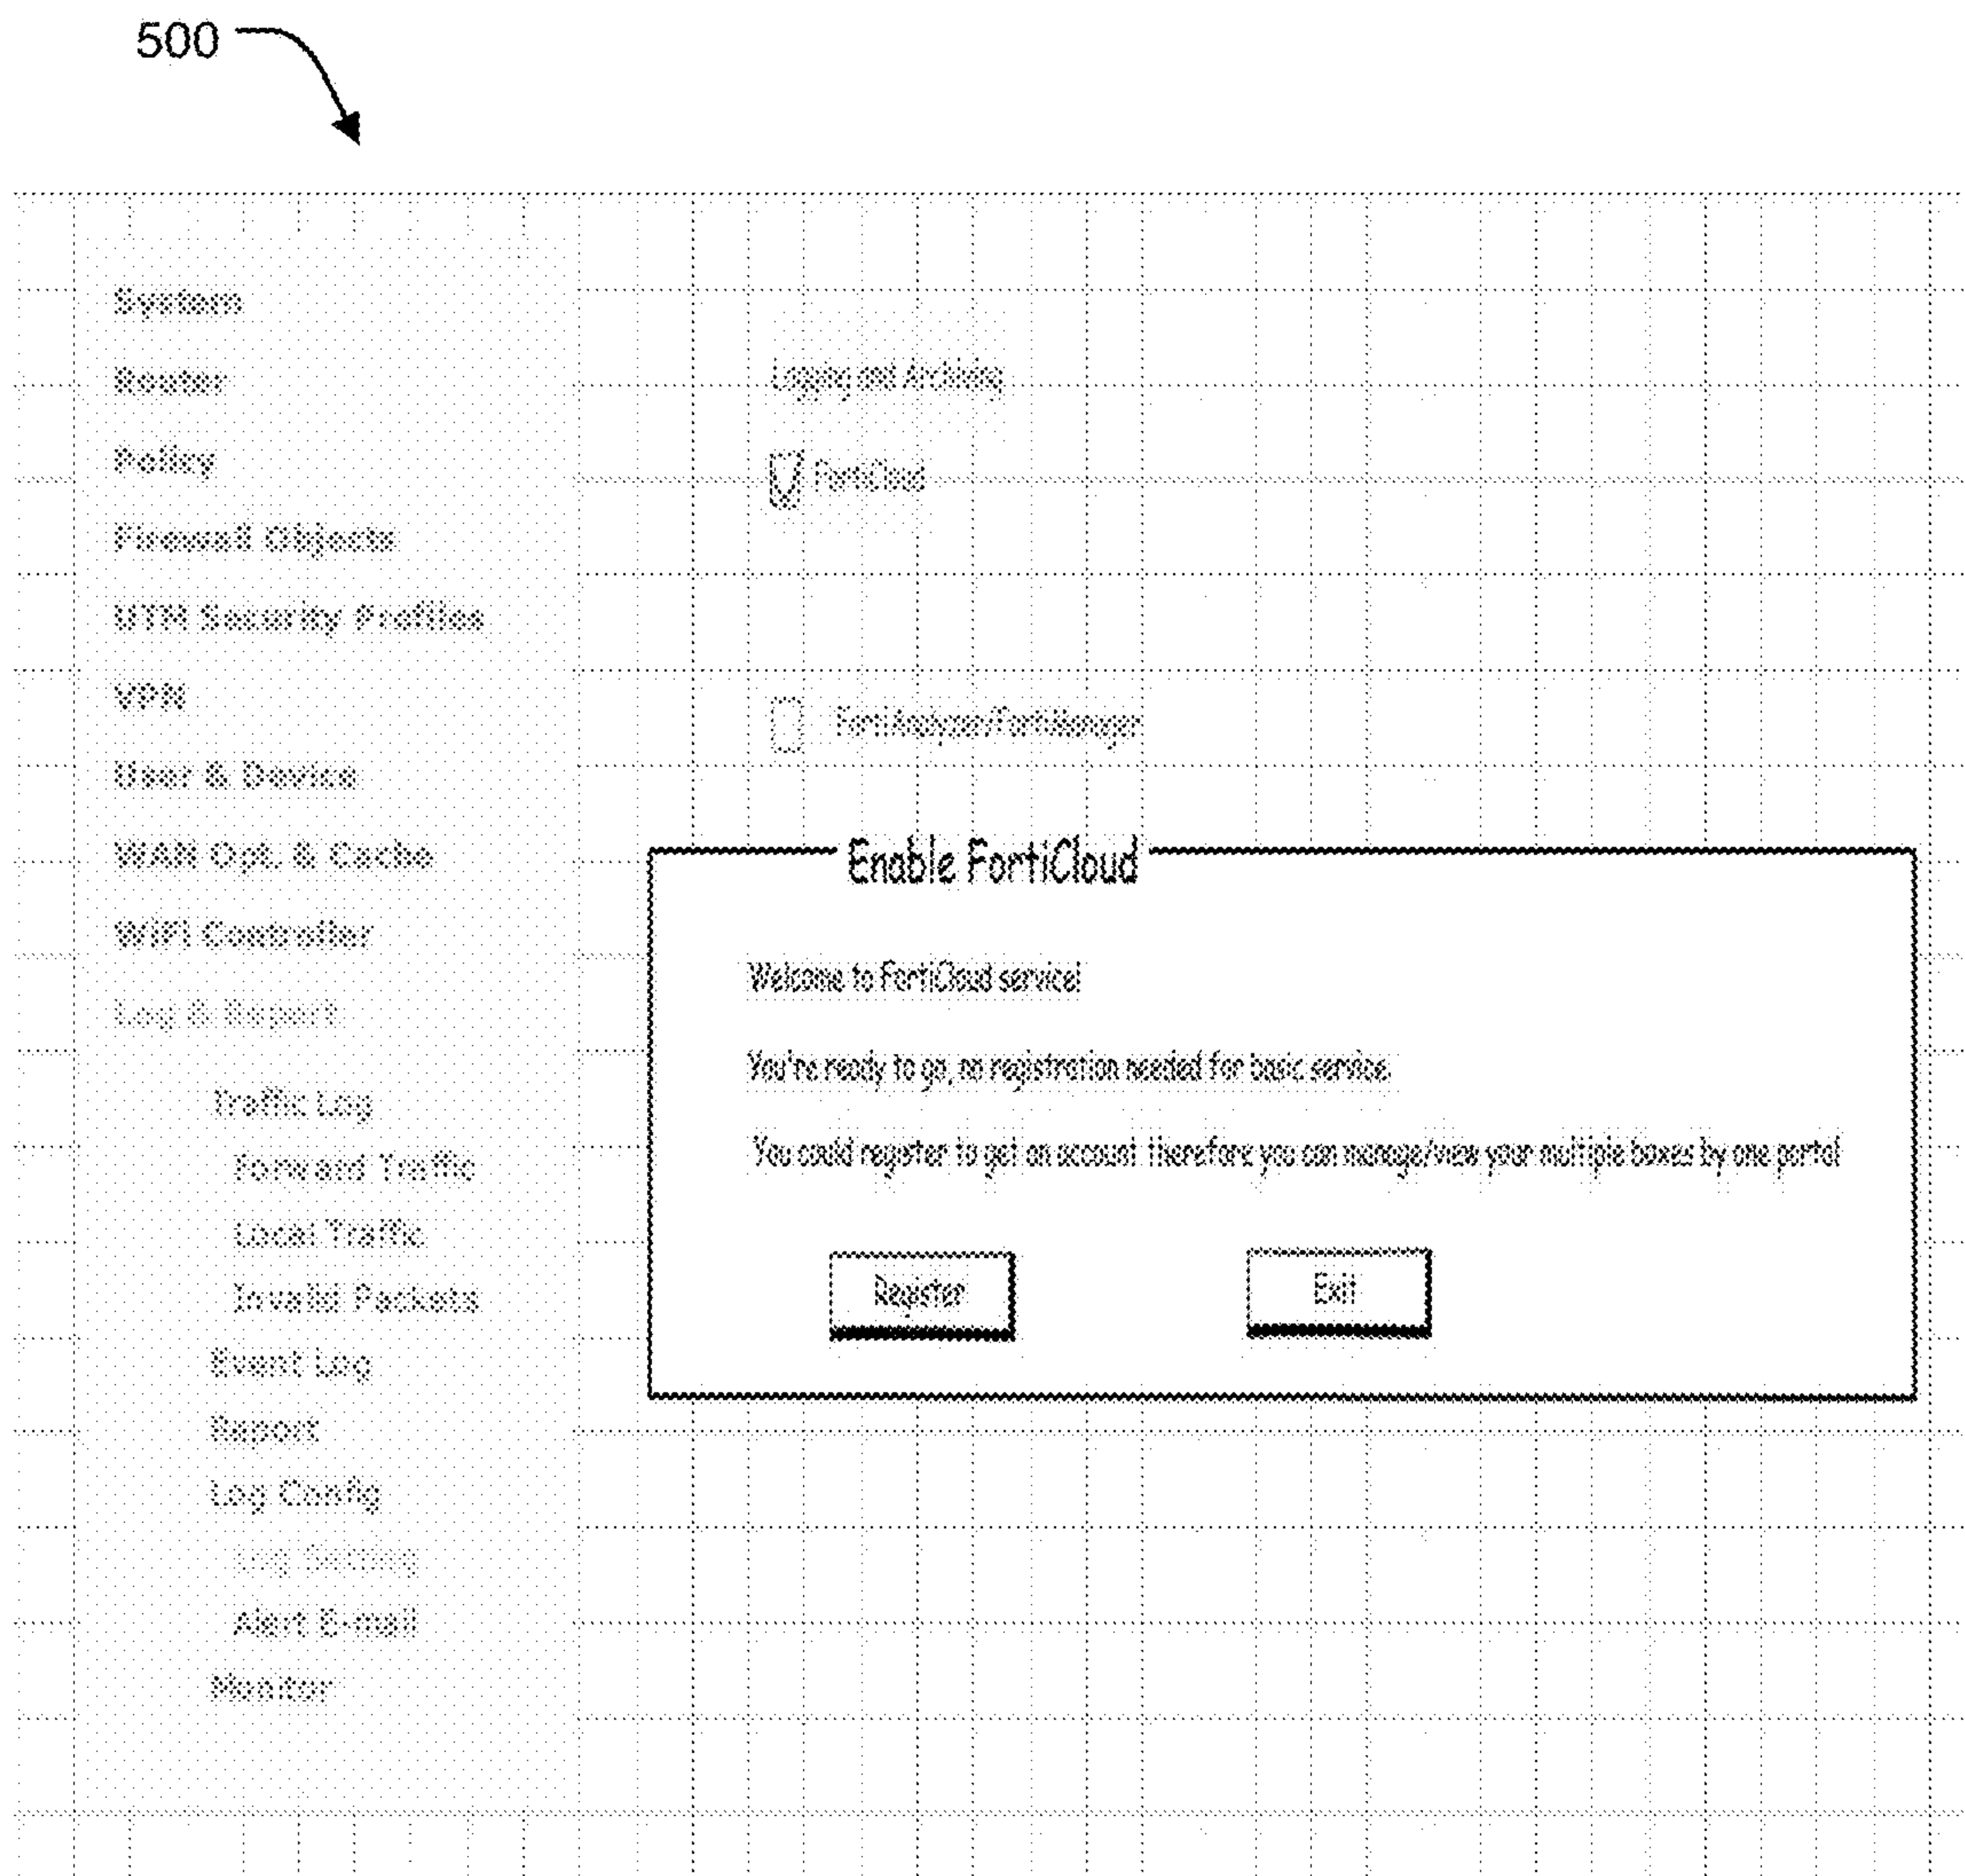 500
System
Router
Policy
Firewall Objects
UTM Security Profiles
VPN
User & Device
WAN Opt. & Cache
WiFi Controller
Log & Report
Traffic Log
Forward Traffic
Local Traffic
Invalid Packets
Event Log
Report
Log Config
Log Setting
Alert E-mail
Monitor
Logging and Archiving
FortiCloud
FortiAnalyzer/FortiManager
Enable FortiCloud
Welcome to FortiCloud service!
You're ready to go, no registration needed for basic service.
You could register to get an account therefore you can manage/view your multiple boxes by one portal
Register
Exit